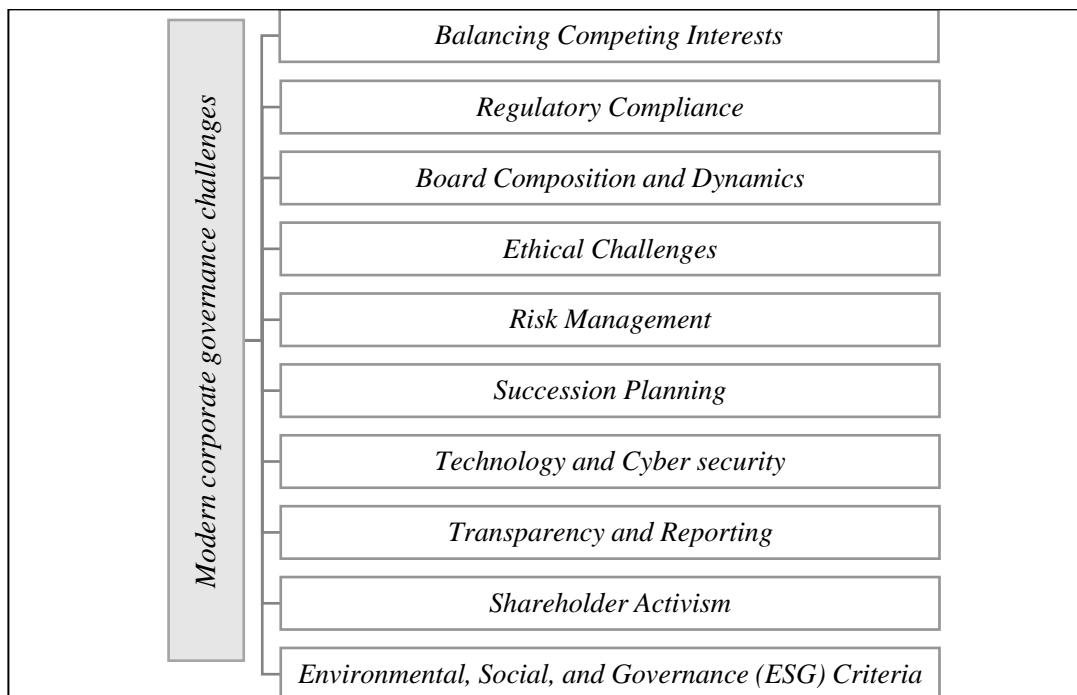 Modern corporate governance challenges
Balancing Competing Interests
Regulatory Compliance
Board Composition and Dynamics
Ethical Challenges
Risk Management
Succession Planning
Technology and Cyber security
Transparency and Reporting
Shareholder Activism
Environmental, Social, and Governance (ESG) Criteria